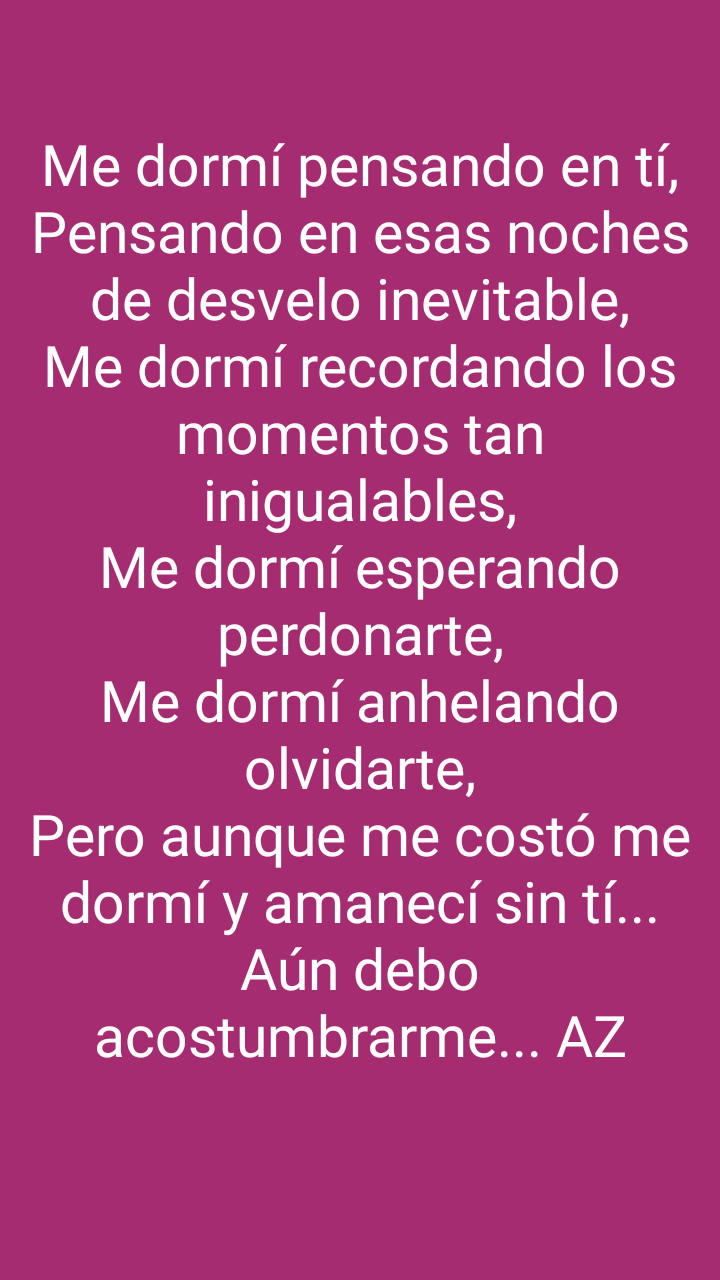 Me dormí pensando en tí,
Pensando en esas noches
de desvelo inevitable,
Me dormí recordando los
momentos tan
inigualables,
Me dormí esperando
perdonarte,
Me dormí anhelando
olvidarte,
Pero aunque me costó me
dormí y amanecí sin tí...
Aún debo
acostumbrarme... AZ